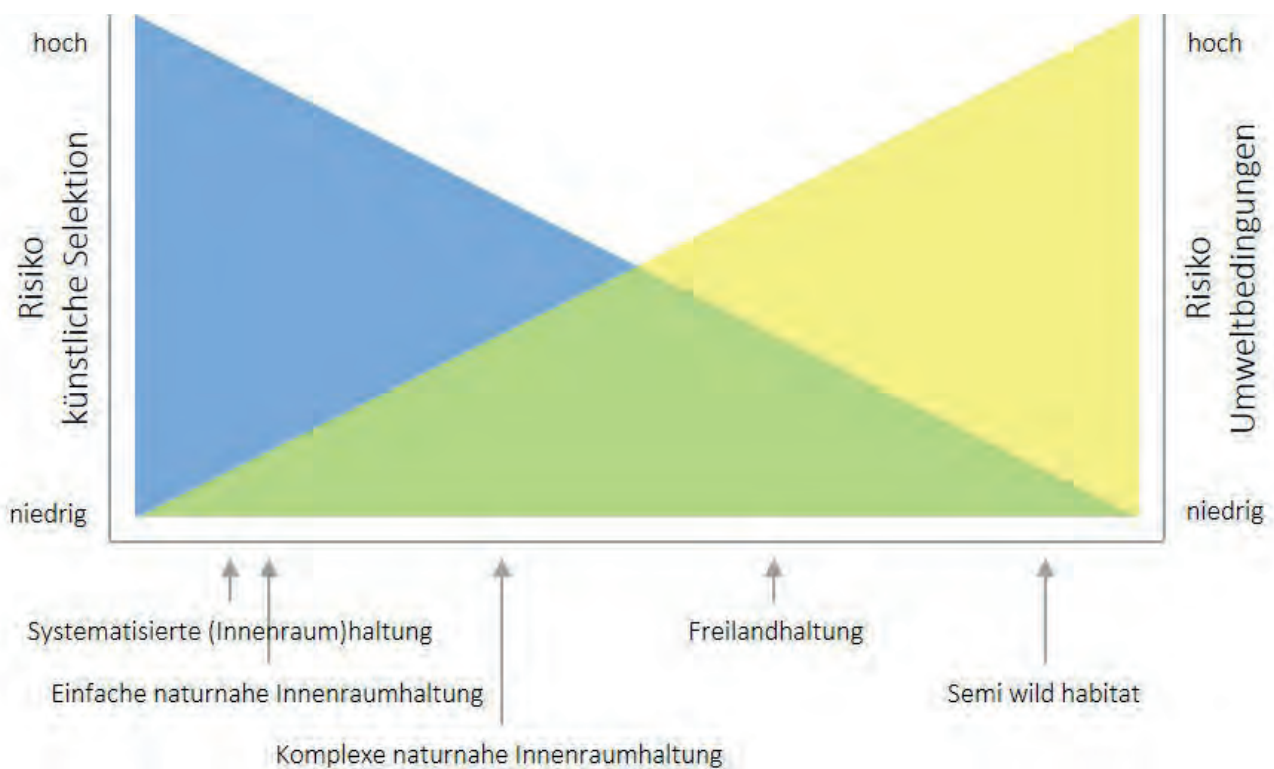 hoch
hoch
Risiko
künstliche Selektion
Risiko
Umweltbedingungen
niedrig
niedrig
Systematisierte (Innenraum)haltung
Freilandhaltung
Einfache naturnahe Innenraumhaltung
Semi wild habitat
Komplexe naturnahe Innenraumhaltung